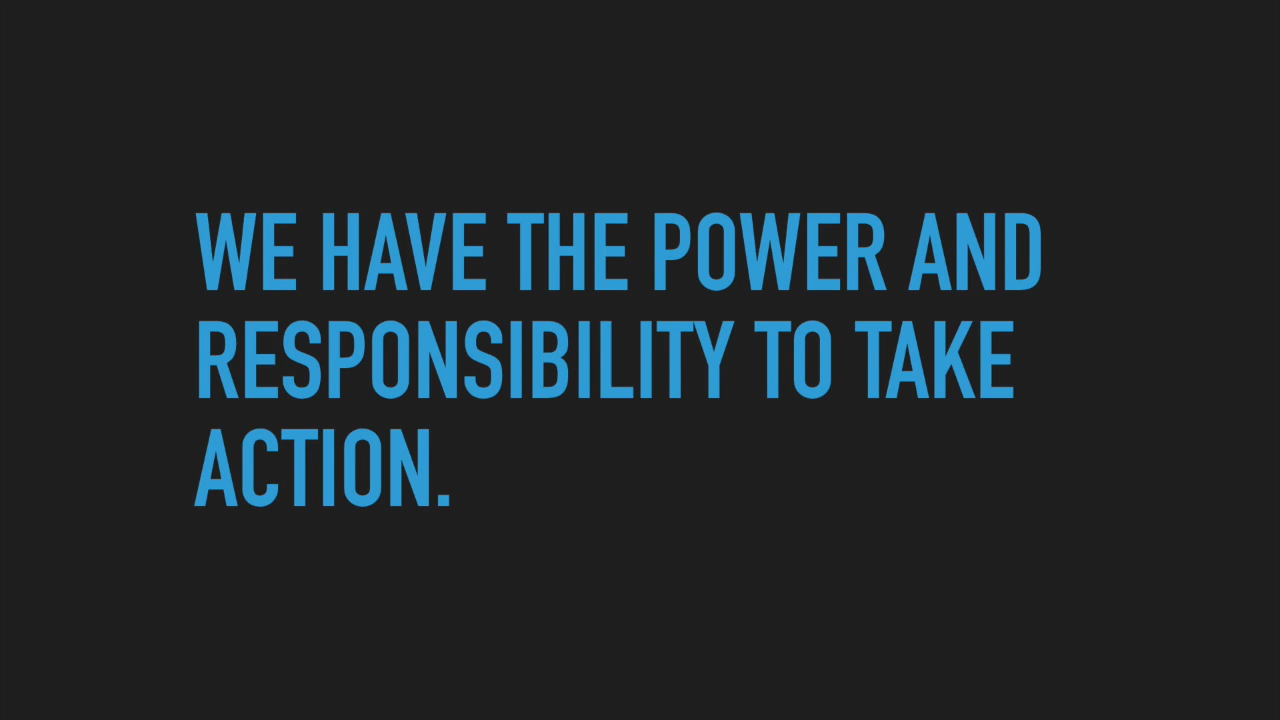 WE HAVE THE POWER AND
RESPONSIBILITY TO TAKE
ACTION.